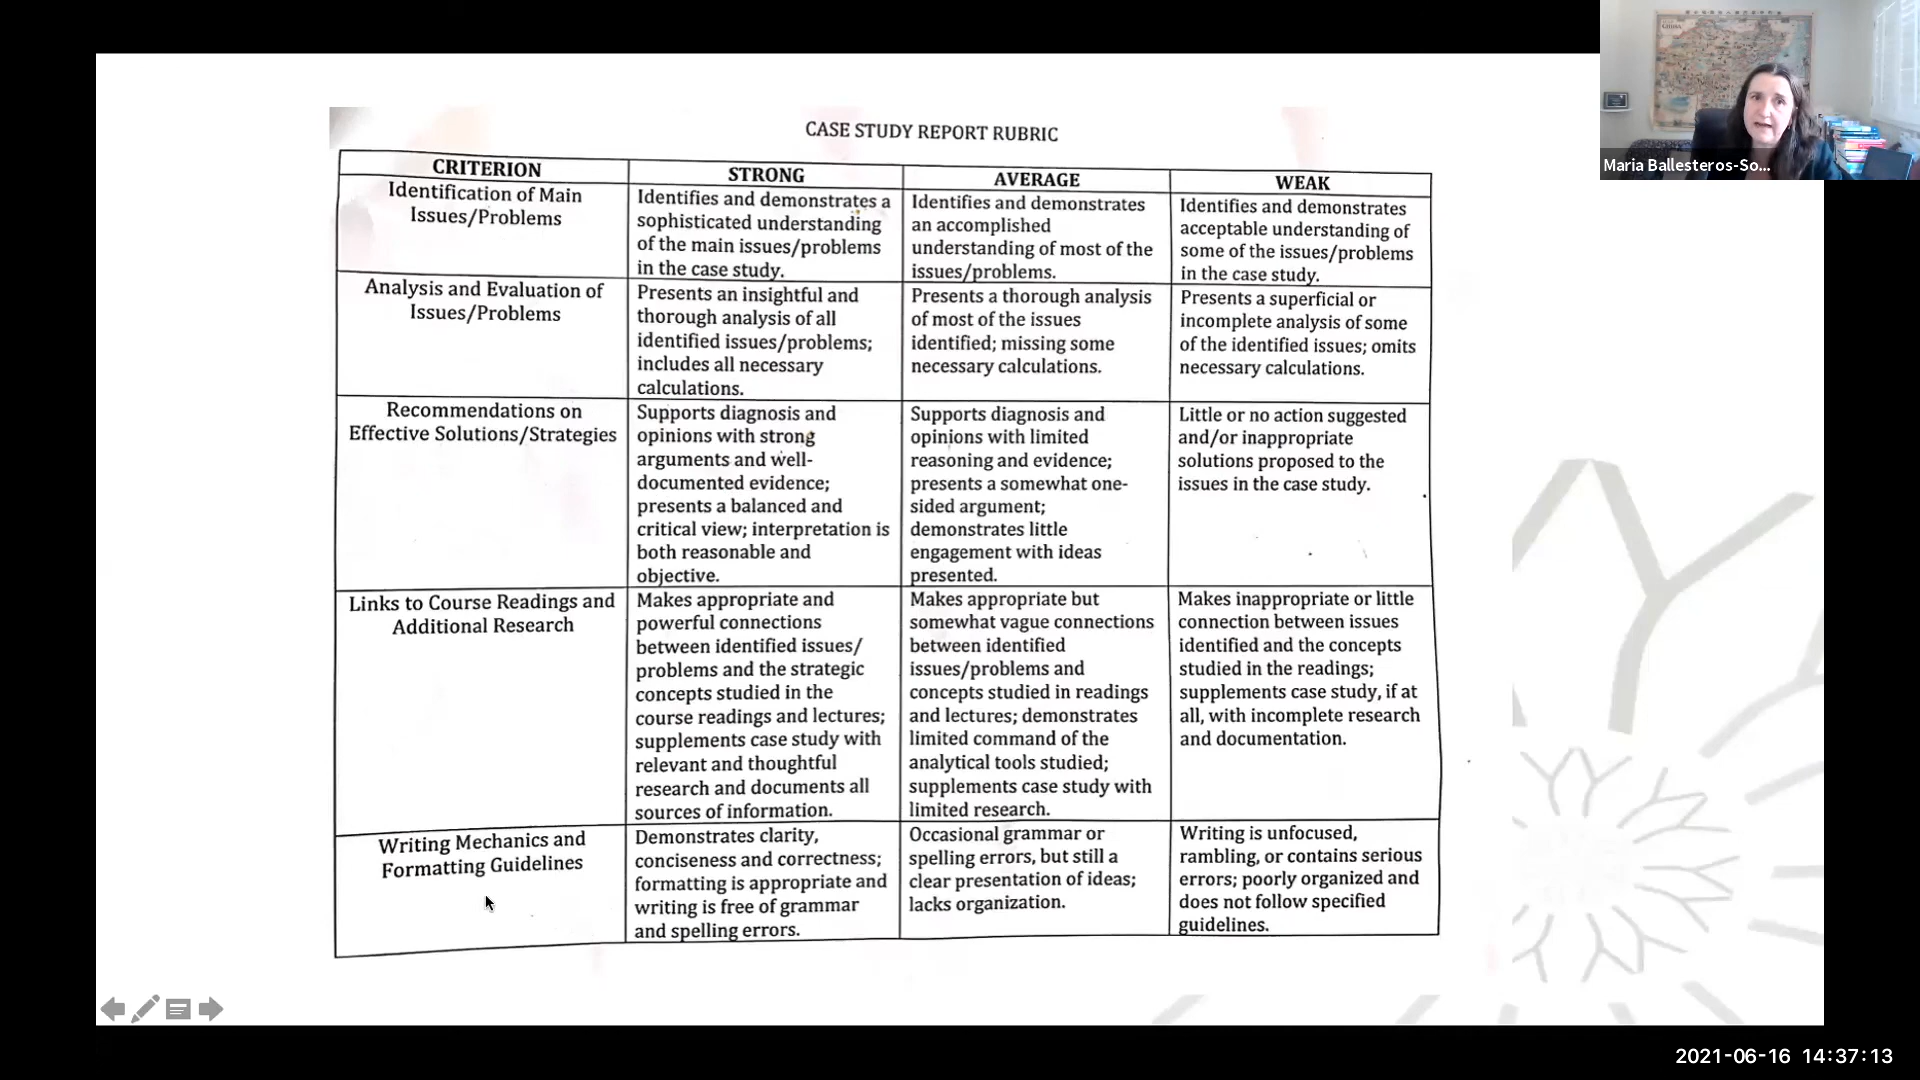 CASE STUDY REPORT RUBRIC
CRITERION
STRONG
AVERAGE
WEAK
Identification of Main
Issues/Problems
Identifies and demonstrates a
sophisticated understanding
of the main issues/problems
in the case study.
Identifies and demonstrates
an accomplished
understanding of most of the
issues/problems.
Identifies and demonstrates
acceptable understanding of
some of the issues/problems
in the case study.
Analysis and Evaluation of
Issues/Problems
Presents an insightful and
thorough analysis of all
identified issues/problems;
includes all necessary
calculations.
Presents a thorough analysis
of most of the issues
identified; missing some
necessary calculations.
Presents a superficial or
incomplete analysis of some
of the identified issues; omits
necessary calculations.
Recommendations on
Effective Solutions/Strategies
Supports diagnosis and
opinions with strong
arguments and well-
documented evidence;
presents a balanced and
critical view; interpretation is
both reasonable and
objective.
Supports diagnosis and
opinions with limited
reasoning and evidence;
presents a somewhat one-
sided argument;
demonstrates little
engagement with ideas
presented.
Little or no action suggested
and/or inappropriate
solutions proposed to the
issues in the case study.
Links to Course Readings and
Additional Research
Makes appropriate and
powerful connections
between identified issues/
problems and the strategic
concepts studied in the
course readings and lectures;
supplements case study with
relevant and thoughtful
research and documents all
sources of information.
Makes appropriate but
somewhat vague connections
between identified
issues/problems and
concepts studied in readings
and lectures; demonstrates
limited command of the
analytical tools studied;
supplements case study with
limited research.
Makes inappropriate or little
connection between issues
identified and the concepts
studied in the readings;
supplements case study, if at
all, with incomplete research
and documentation.
Writing Mechanics and
Formatting Guidelines
Demonstrates clarity,
conciseness and correctness;
formatting is appropriate and
writing is free of grammar
and spelling errors.
Occasional grammar or
spelling errors, but still a
clear presentation of ideas;
lacks organization.
Writing is unfocused,
rambling, or contains serious
errors; poorly organized and
does not follow specified
guidelines.
Maria Ballesteros-So...
2021-06-16 14:37:13